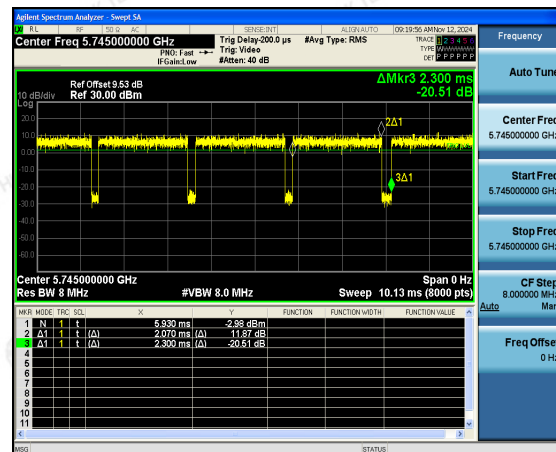 Agilent Spectrum Analyzer - Swept SA
RL RF 50 Ω AC SENSE:INT ALIGNAUTO 09:19:56 AM Nov 12, 2024
Center Freq 5.745000000 GHz
PNO: Fast
IFGain:Low
Trig Delay-200.0 µs
Trig: Video
#Atten: 40 dB
#Avg Type: RMS
TRACE 1 2 3 4 5 6
TYPE
DET P P P P P P
Frequency
Auto Tune
Ref Offset 9.53 dB
Ref 30.00 dBm
10 dB/div
Log
ΔMkr3 2.300 ms
-20.51 dB
20.0
10.0
0.00
-10.0
-20.0
-30.0
-40.0
-50.0
-60.0
2Δ1
3Δ1
Center Freq
5.745000000 GHz
Start Freq
5.745000000 GHz
Stop Freq
5.745000000 GHz
CF Step
8.000000 MHz
Auto Man
Freq Offset
0 Hz
Center 5.745000000 GHz Span 0 Hz
Res BW 8 MHz #VBW 8.0 MHz Sweep 10.13 ms (8000 pts)
MKR MODE TRC SCL X Y FUNCTION FUNCTION WIDTH FUNCTION VALUE
1 N 1 t 5.930 ms -2.98 dBm
2 Δ1 1 t (Δ) 2.070 ms (Δ) 11.87 dB
3 Δ1 1 t (Δ) 2.300 ms (Δ) -20.51 dB
4
5
6
7
8
9
10
11
MSG STATUS